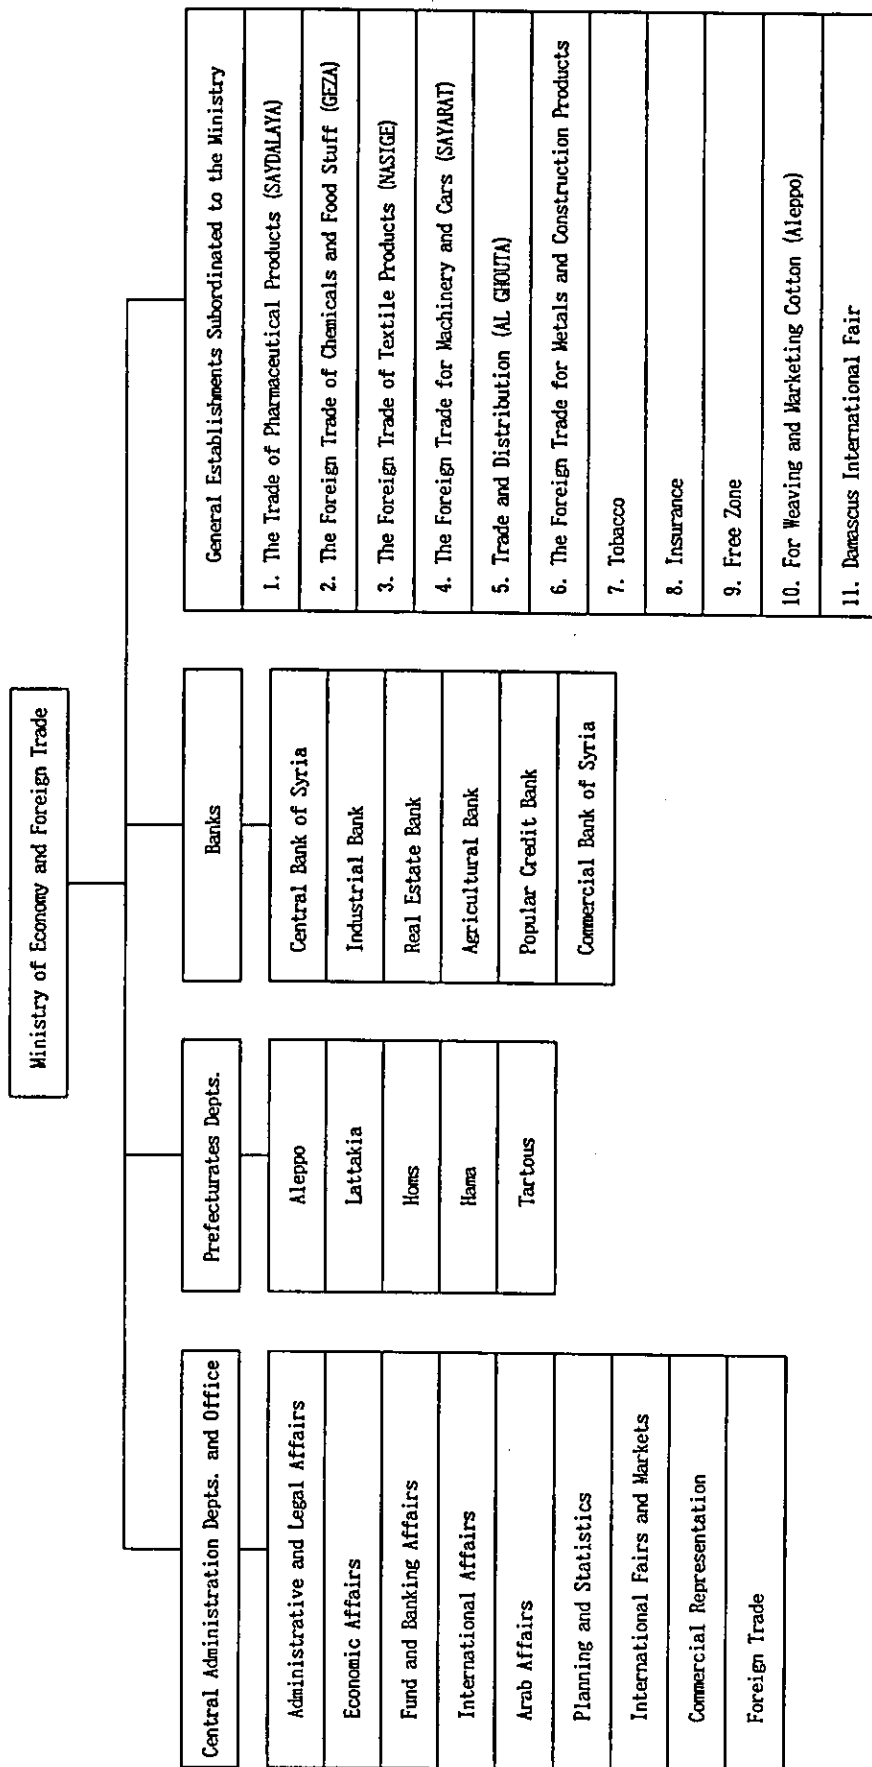 Ministry of Economy and Foreign Trade
Central Administration Depts. and Office
Administrative and Legal Affairs
Economic Affairs
Fund and Banking Affairs
International Affairs
Arab Affairs
Planning and Statistics
International Fairs and Markets
Commercial Representation
Foreign Trade
Prefecturates Depts.
Aleppo
Lattakia
Homs
Hama
Tartous
Banks
Central Bank of Syria
Industrial Bank
Real Estate Bank
Agricultural Bank
Popular Credit Bank
Commercial Bank of Syria
General Establishments Subordinated to the Ministry
1. The Trade of Pharmaceutical Products (SAYDALAYA)
2. The Foreign Trade of Chemicals and Food Stuff (GEZA)
3. The Foreign Trade of Textile Products (NASIGE)
4. The Foreign Trade for Machinery and Cars (SAYARAT)
5. Trade and Distribution (AL GHOUTA)
6. The Foreign Trade for Metals and Construction Products
7. Tobacco
8. Insurance
9. Free Zone
10. For Weaving and Marketing Cotton (Aleppo)
11. Damascus International Fair